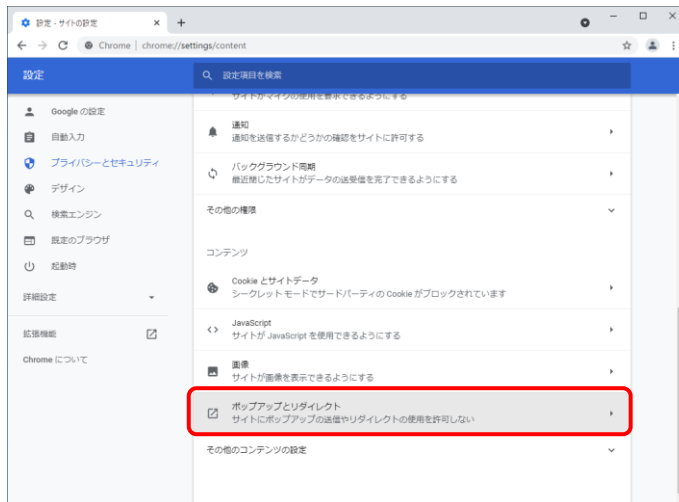 設定 - サイトの設定
Chrome | chrome://settings/content
設定
設定項目を検索
Google の設定
自動入力
プライバシーとセキュリティ
デザイン
検索エンジン
既定のブラウザ
起動時
詳細設定
拡張機能
Chrome について
サイトがマイクの使用を要求できるようにする
通知
通知を送信するかどうかの確認をサイトに許可する
バックグラウンド同期
最近閉じたサイトがデータの送受信を完了できるようにする
その他の権限
コンテンツ
Cookie とサイトデータ
シークレット モードでサードパーティの Cookie がブロックされています
JavaScript
サイトが JavaScript を使用できるようにする
画像
サイトが画像を表示できるようにする
ポップアップとリダイレクト
サイトにポップアップの送信やリダイレクトの使用を許可しない
その他のコンテンツの設定